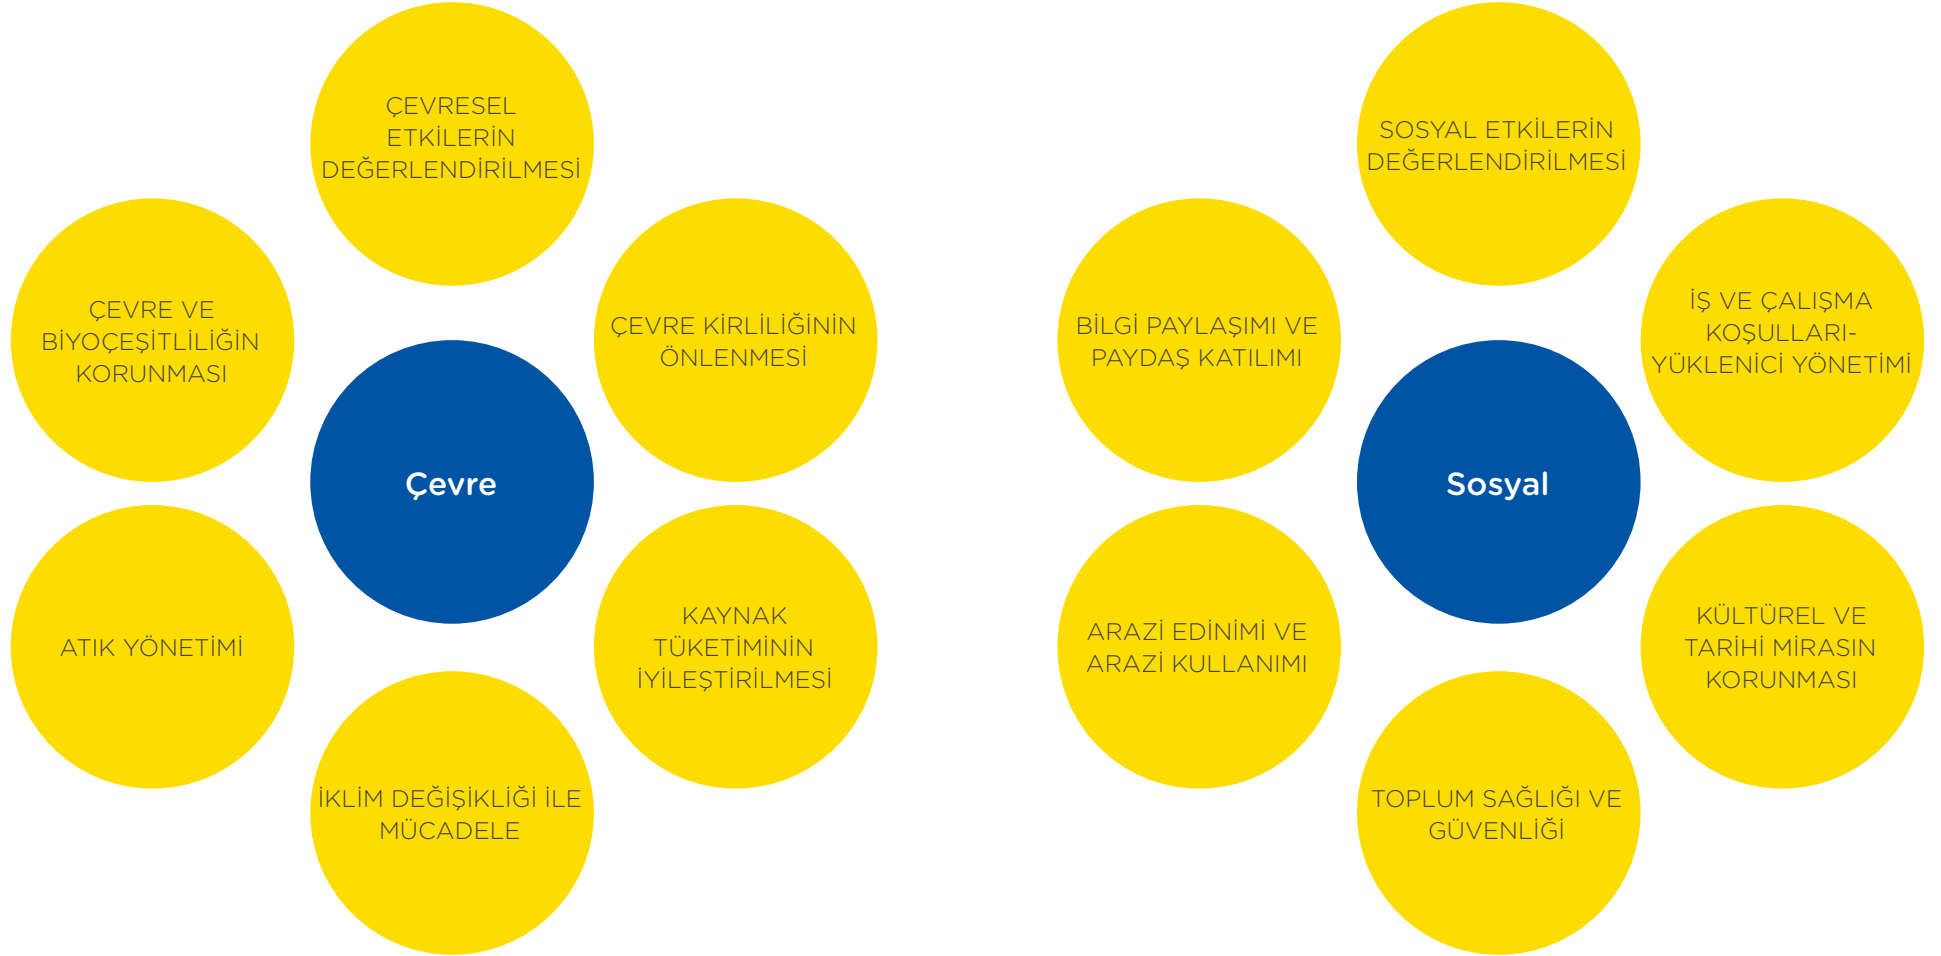 ÇEVRESEL
ETKİLERİN
DEĞERLENDİRİLMESİ
ÇEVRE VE
BİYOÇEŞİTLİLİĞİN
KORUNMASI
ÇEVRE KİRLİLİĞİNİN
ÖNLENMESİ
Çevre
ATIK YÖNETİMİ
KAYNAK
TÜKETİMİNİN
İYİLEŞTİRİLMESİ
İKLİM DEĞİŞİKLİĞİ İLE
MÜCADELE
SOSYAL ETKİLERİN
DEĞERLENDİRİLMESİ
BİLGİ PAYLAŞIMI VE
PAYDAŞ KATILIMI
İŞ VE ÇALIŞMA
KOŞULLARI-
YÜKLENİCİ YÖNETİMİ
Sosyal
ARAZİ EDİNİMİ VE
ARAZİ KULLANIMI
KÜLTÜREL VE
TARİHİ MİRASIN
KORUNMASI
TOPLUM SAĞLIĞI VE
GÜVENLİĞİ